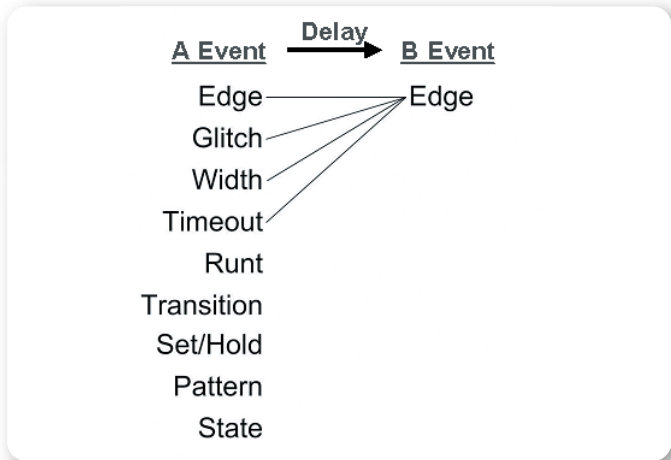 Delay
A Event B Event
Edge Edge
Glitch
Width
Timeout
Runt
Transition
Set/Hold
Pattern
State